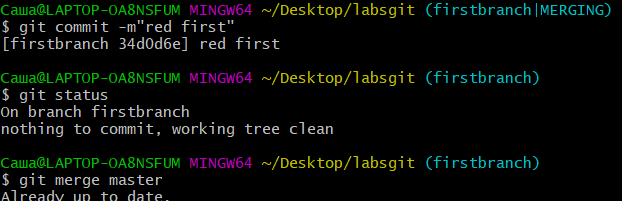 Саша@LAPTOP-OA8NSFUM MINGW64 ~/Desktop/labsgit (firstbranch|MERGING)
$ git commit -m"red first"
[firstbranch 34d0d6e] red first
Саша@LAPTOP-OA8NSFUM MINGW64 ~/Desktop/labsgit (firstbranch)
$ git status
On branch firstbranch
nothing to commit, working tree clean
Саша@LAPTOP-OA8NSFUM MINGW64 ~/Desktop/labsgit (firstbranch)
$ git merge master
Already up to date.